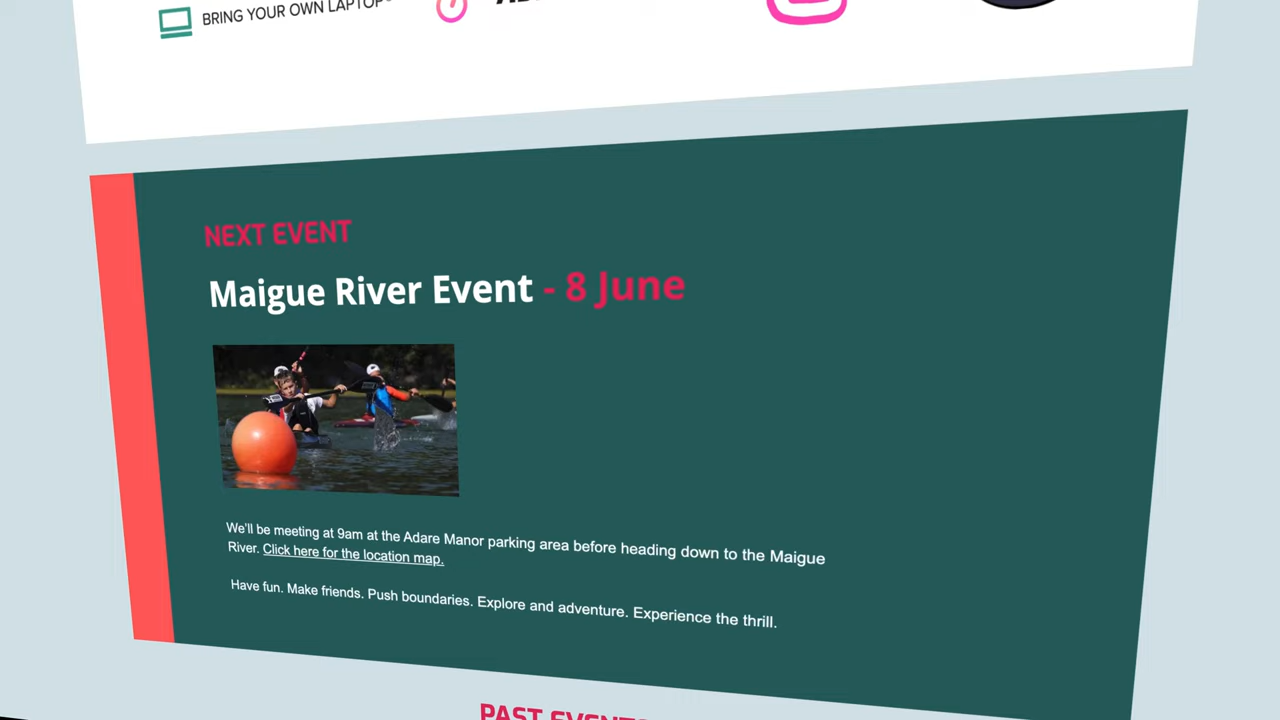 BRING YOUR OWN LAPTOP
NEXT EVENT
Maigue River Event - 8 June
We'll be meeting at 9am at the Adare Manor parking area before heading down to the Maigue
River. Click here for the location map.
Have fun. Make friends. Push boundaries. Explore and adventure. Experience the thrill.
PAST EVENTS